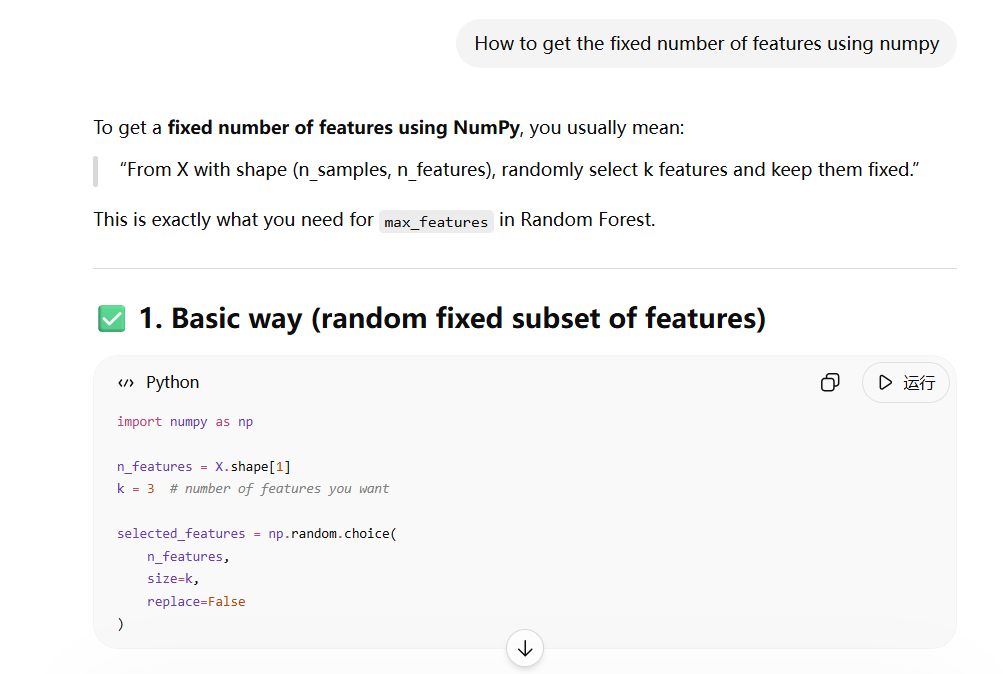 How to get the fixed number of features using numpy
To get a fixed number of features using NumPy, you usually mean:
“From X with shape (n_samples, n_features), randomly select k features and keep them fixed.”
This is exactly what you need for max_features in Random Forest.
✅ 1. Basic way (random fixed subset of features)
Python
运行
import numpy as np
n_features = X.shape[1]
k = 3  # number of features you want
selected_features = np.random.choice(
    n_features,
    size=k,
    replace=False
)